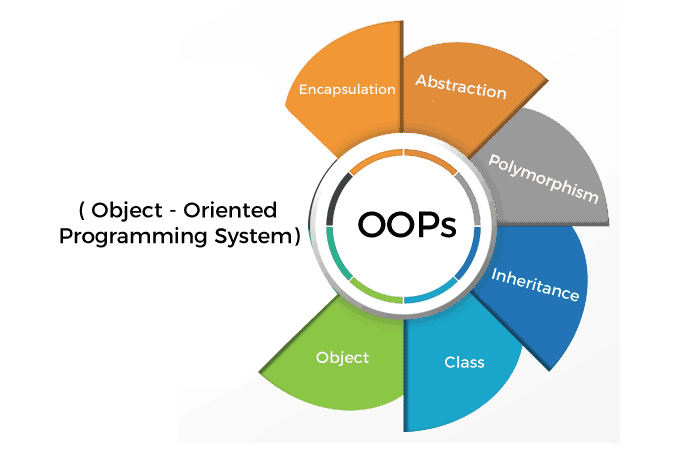 Encapsulation
Abstraction
Polymorphism
( Object - Oriented
Programming System)
OOPs
Inheritance
Object
Class